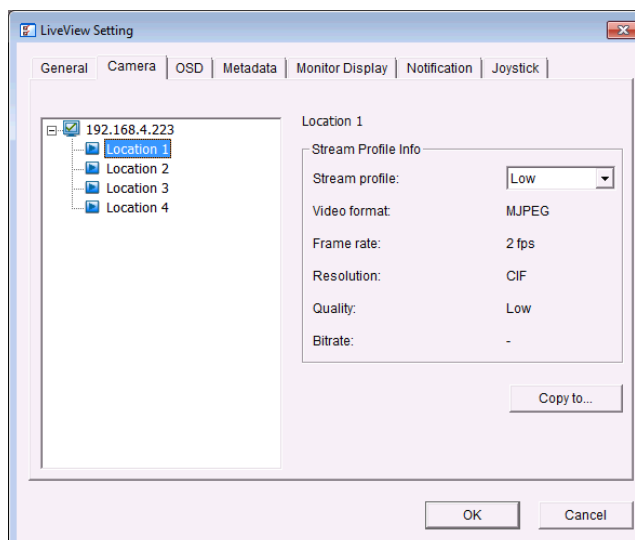 LiveView Setting
General Camera OSD Metadata Monitor Display Notification Joystick
192.168.4.223
Location 1
Location 2
Location 3
Location 4
Location 1
Stream Profile Info
Stream profile: Low
Video format: MJPEG
Frame rate: 2 fps
Resolution: CIF
Quality: Low
Bitrate: -
Copy to...
OK Cancel